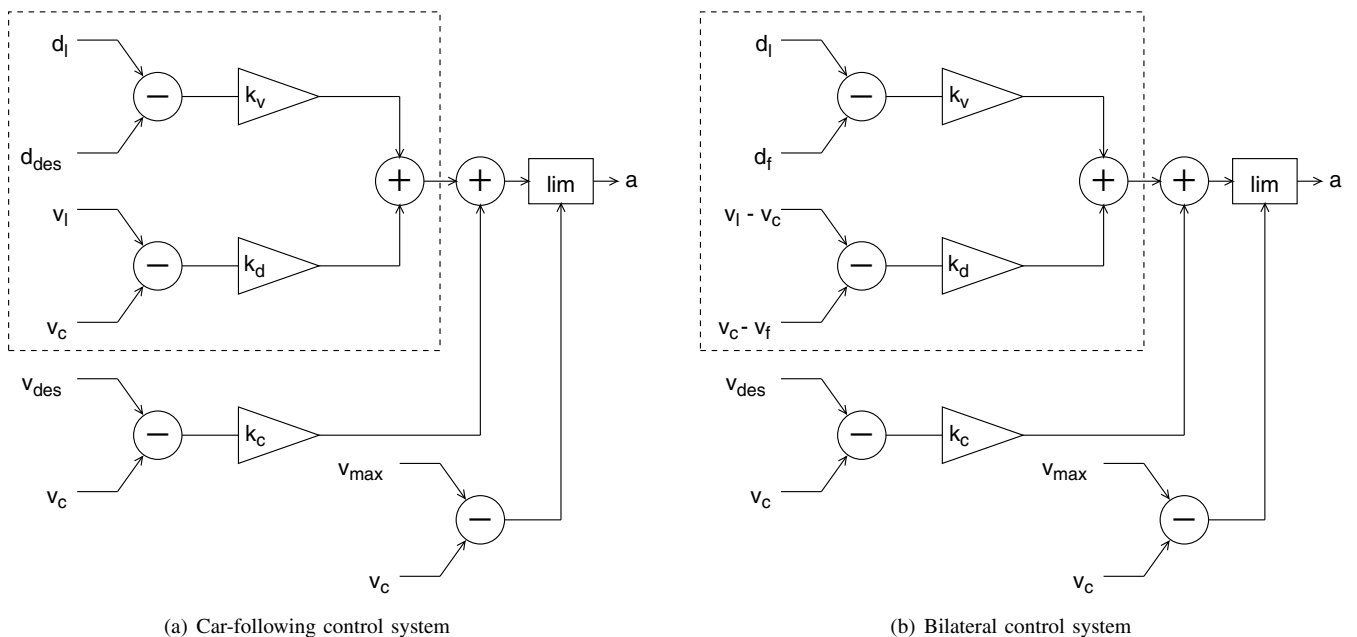 d_l
k_v
d_des
+
+
lim
a
v_l
k_d
v_c
v_des
k_c
v_c
v_max
v_c
(a) Car-following control system
d_l
k_v
d_f
+
+
lim
a
v_l - v_c
k_d
v_c - v_f
v_des
k_c
v_c
v_max
v_c
(b) Bilateral control system